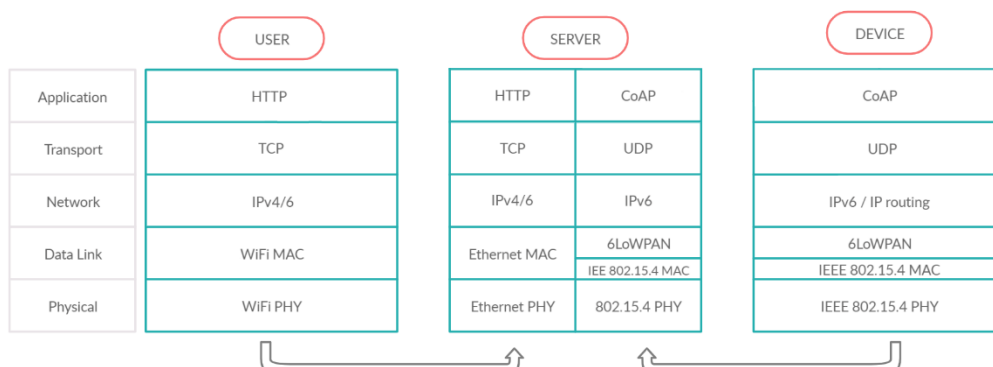 USER SERVER DEVICE
Application HTTP HTTP CoAP CoAP
Transport TCP TCP UDP UDP
Network IPv4/6 IPv4/6 IPv6 IPv6 / IP routing
Data Link WiFi MAC Ethernet MAC 6LoWPAN 6LoWPAN
IEE 802.15.4 MAC IEEE 802.15.4 MAC
Physical WiFi PHY Ethernet PHY 802.15.4 PHY IEEE 802.15.4 PHY